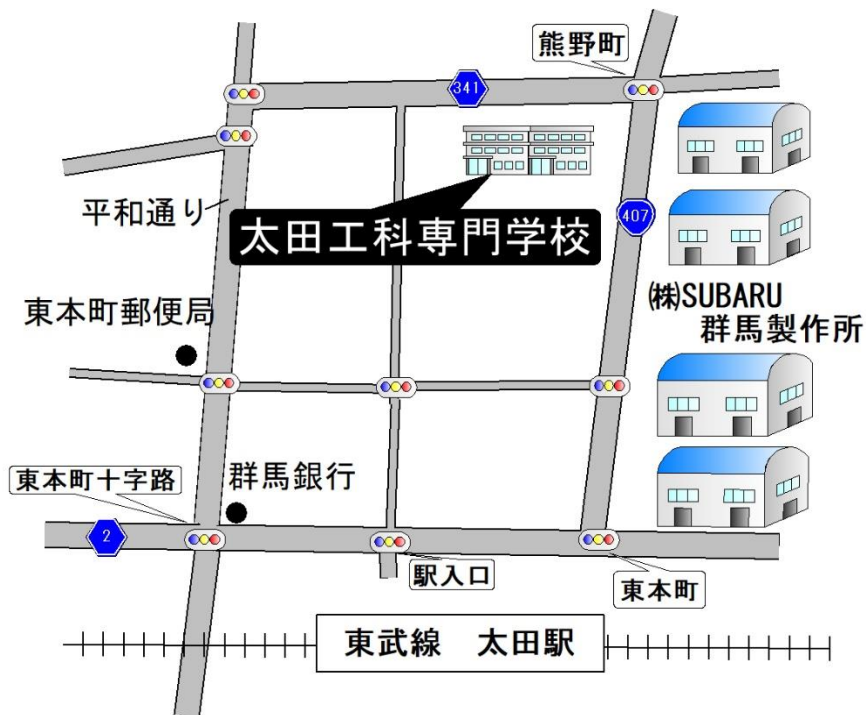 熊野町
341
平和通り
太田工科専門学校
407
㈱SUBARU
群馬製作所
東本町郵便局
東本町十字路
群馬銀行
2
駅入口
東本町
東武線 太田駅